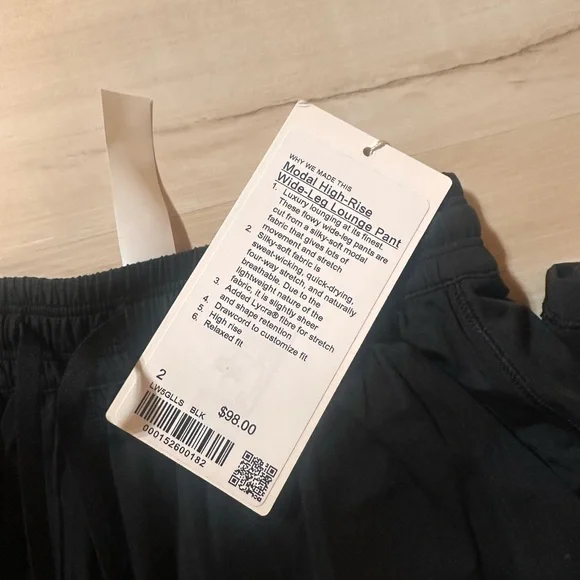 WHY WE MADE THIS
Modal High-Rise
Wide-Leg Lounge Pant
1. Luxury lounging at its finest.
These flowy wide-leg pants are
cut from a silky-soft modal
fabric that gives lots of
movement and stretch
2. Silky-soft fabric is
sweat-wicking, quick-drying,
four-way stretch, and naturally
breathable. Due to the
lightweight nature of the
fabric, it is slightly sheer
3. Added Lycra® fibre for stretch
and shape retention
4. Drawcord to customize fit
5. High rise
6. Relaxed fit
2
LW5GLLS BLK $98.00
000152600182